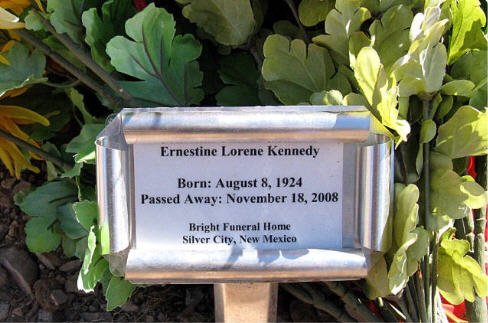 Ernestine Lorene Kennedy
Born: August 8, 1924
Passed Away: November 18, 2008
Bright Funeral Home
Silver City, New Mexico